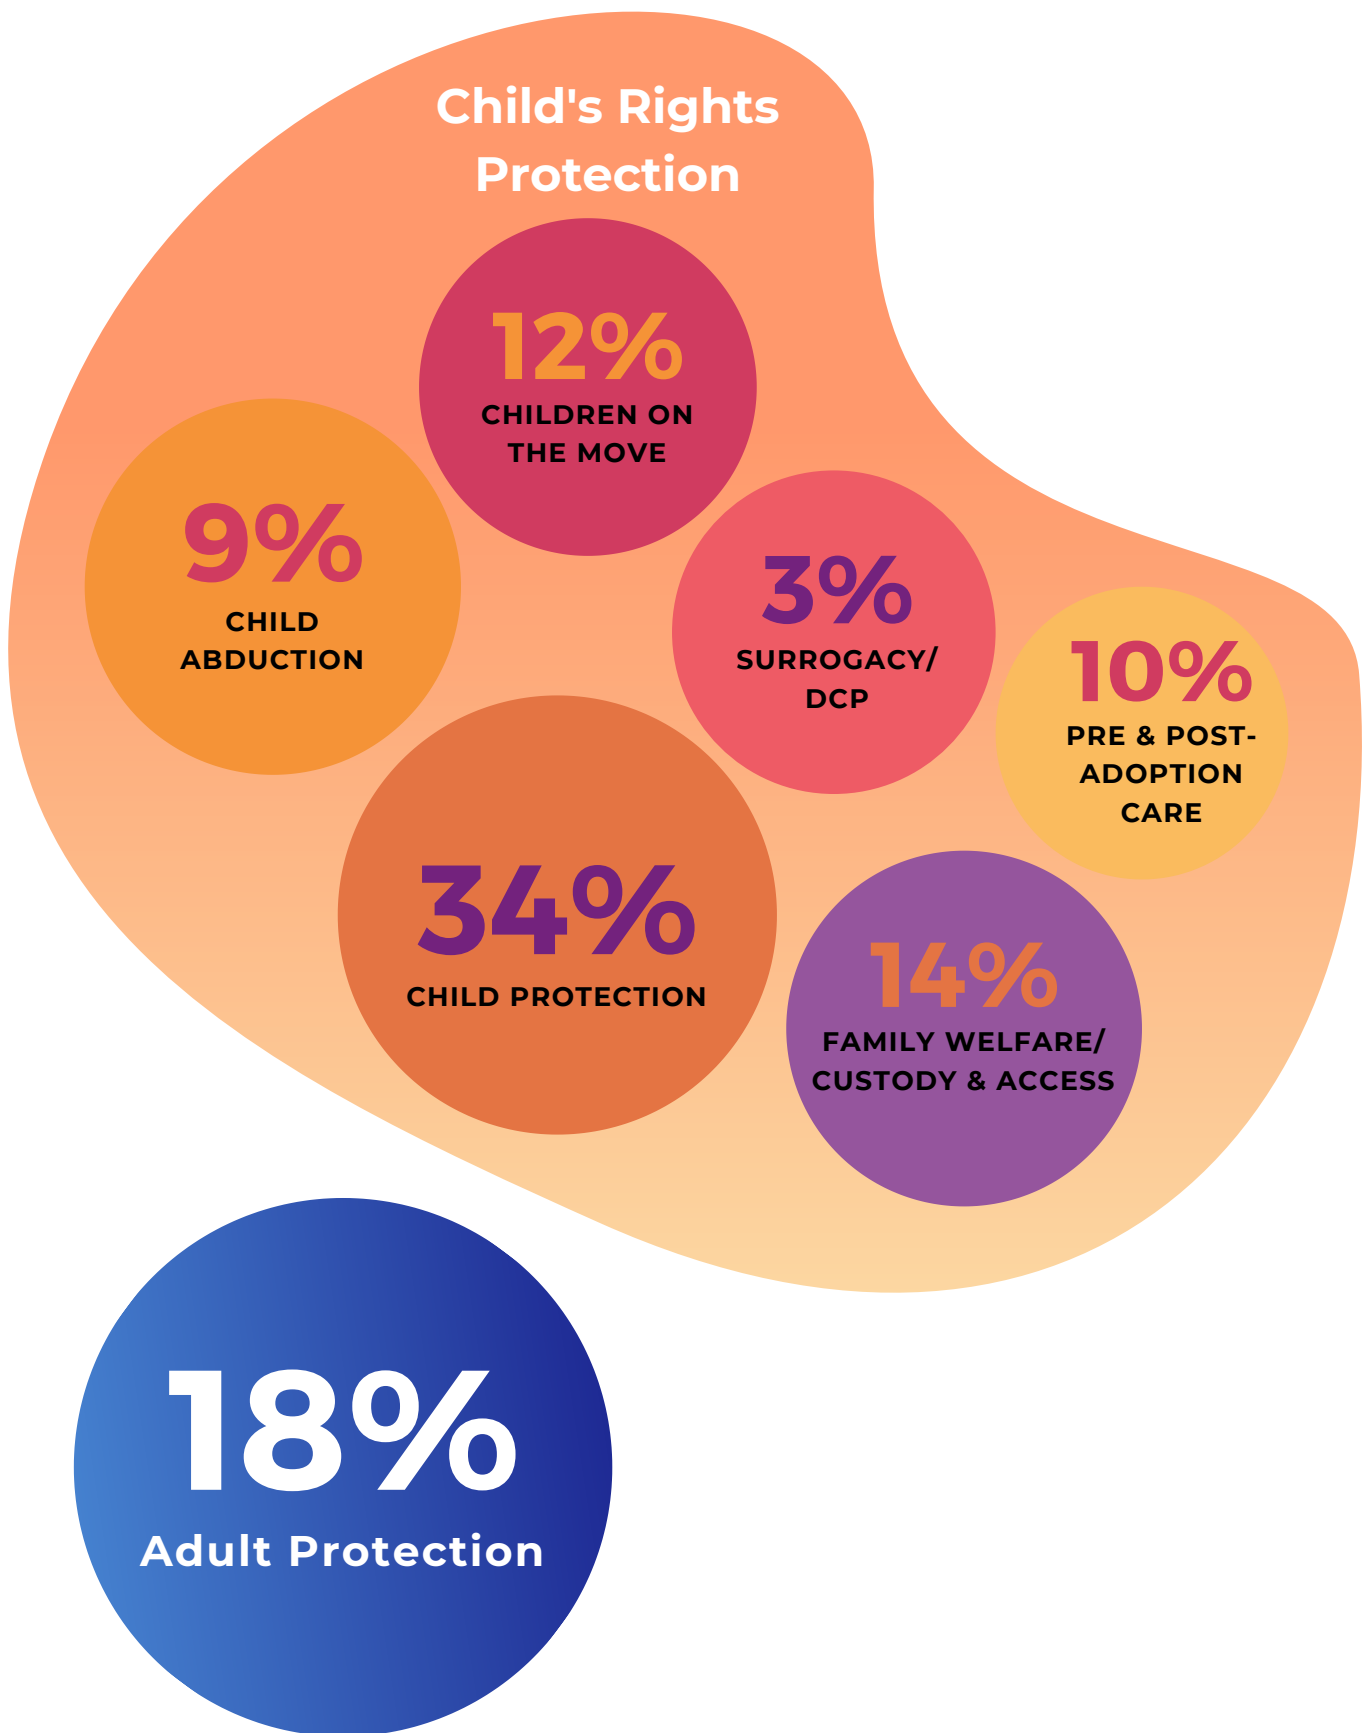 Child's Rights
Protection
12%
CHILDREN ON
THE MOVE
9%
CHILD
ABDUCTION
3%
SURROGACY/
DCP
10%
PRE & POST-
ADOPTION
CARE
34%
CHILD PROTECTION
14%
FAMILY WELFARE/
CUSTODY & ACCESS
18%
Adult Protection